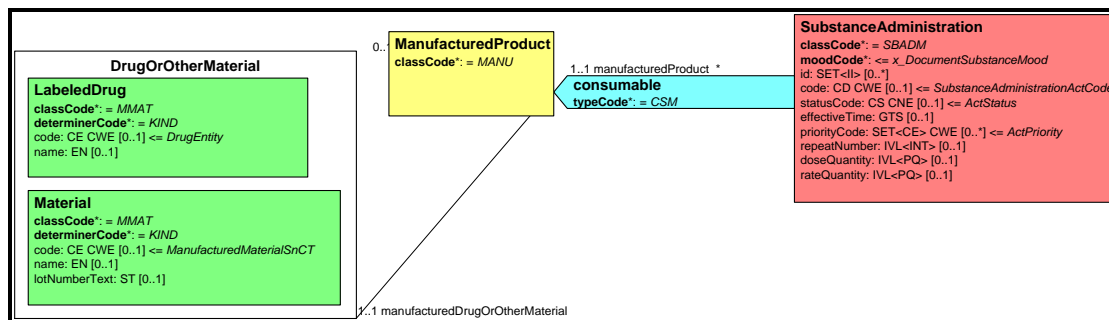 DrugOrOtherMaterial
LabeledDrug
classCode*: = MMAT
determinerCode*: = KIND
code: CE CWE [0..1] <= DrugEntity
name: EN [0..1]
Material
classCode*: = MMAT
determinerCode*: = KIND
code: CE CWE [0..1] <= ManufacturedMaterialSnCT
name: EN [0..1]
lotNumberText: ST [0..1]
1..1 manufacturedDrugOrOtherMaterial
0..
ManufacturedProduct
classCode*: = MANU
1..1 manufacturedProduct *
consumable
typeCode*: = CSM
SubstanceAdministration
classCode*: = SBADM
moodCode*: <= x_DocumentSubstanceMood
id: SET<II> [0..*]
code: CD CWE [0..1] <= SubstanceAdministrationActCode
statusCode: CS CNE [0..1] <= ActStatus
effectiveTime: GTS [0..1]
priorityCode: SET<CE> CWE [0..*] <= ActPriority
repeatNumber: IVL<INT> [0..1]
doseQuantity: IVL<PQ> [0..1]
rateQuantity: IVL<PQ> [0..1]